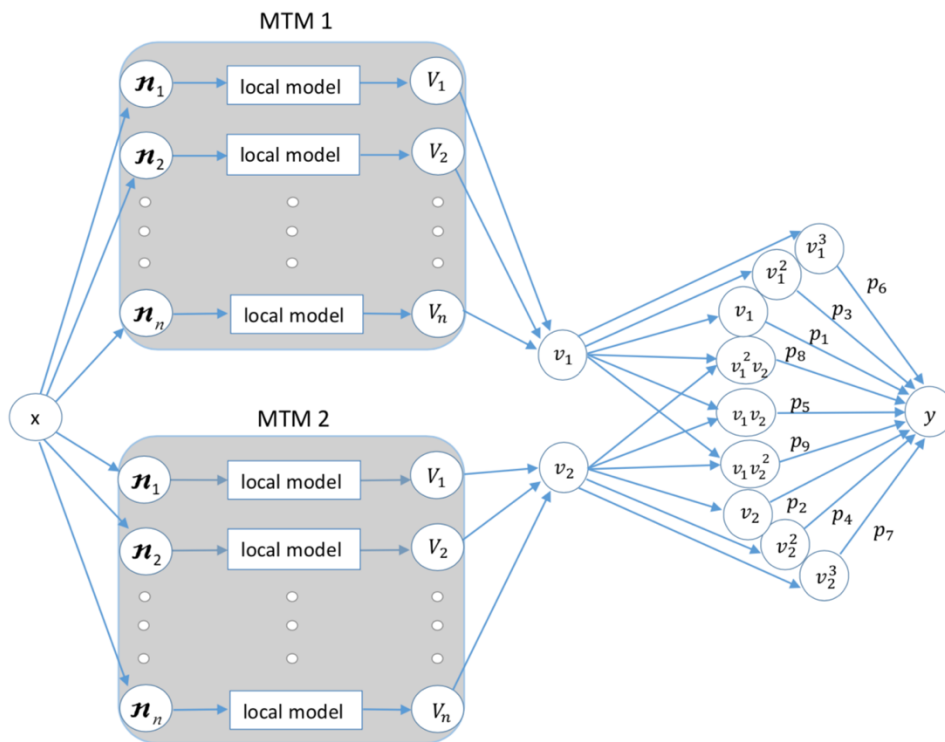 MTM 1
𝓃₁ local model V₁
𝓃₂ local model V₂
𝓃ₙ local model Vₙ
x
MTM 2
𝓃₁ local model V₁
𝓃₂ local model V₂
𝓃ₙ local model Vₙ
v₁
v₂
v₁³
v₁²
v₁
v₁²v₂
v₁v₂
v₁v₂²
v₂
v₂²
v₂³
p₆
p₃
p₁
p₈
p₅
p₉
p₂
p₄
p₇
y